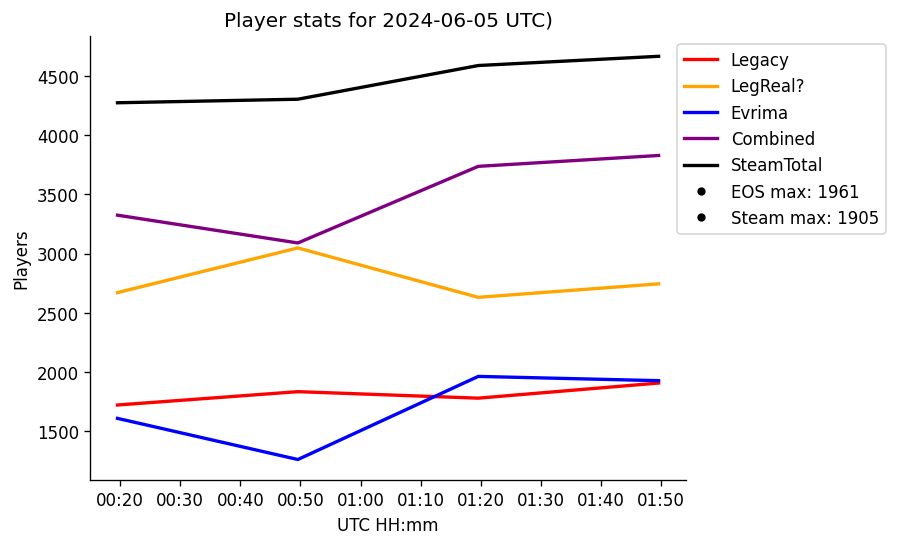 Player stats for 2024-06-05 UTC)
Legacy
LegReal?
Evrima
Combined
SteamTotal
EOS max: 1961
Steam max: 1905
Players
4500
4000
3500
3000
2500
2000
1500
00:20 00:30 00:40 00:50 01:00 01:10 01:20 01:30 01:40 01:50
UTC HH:mm